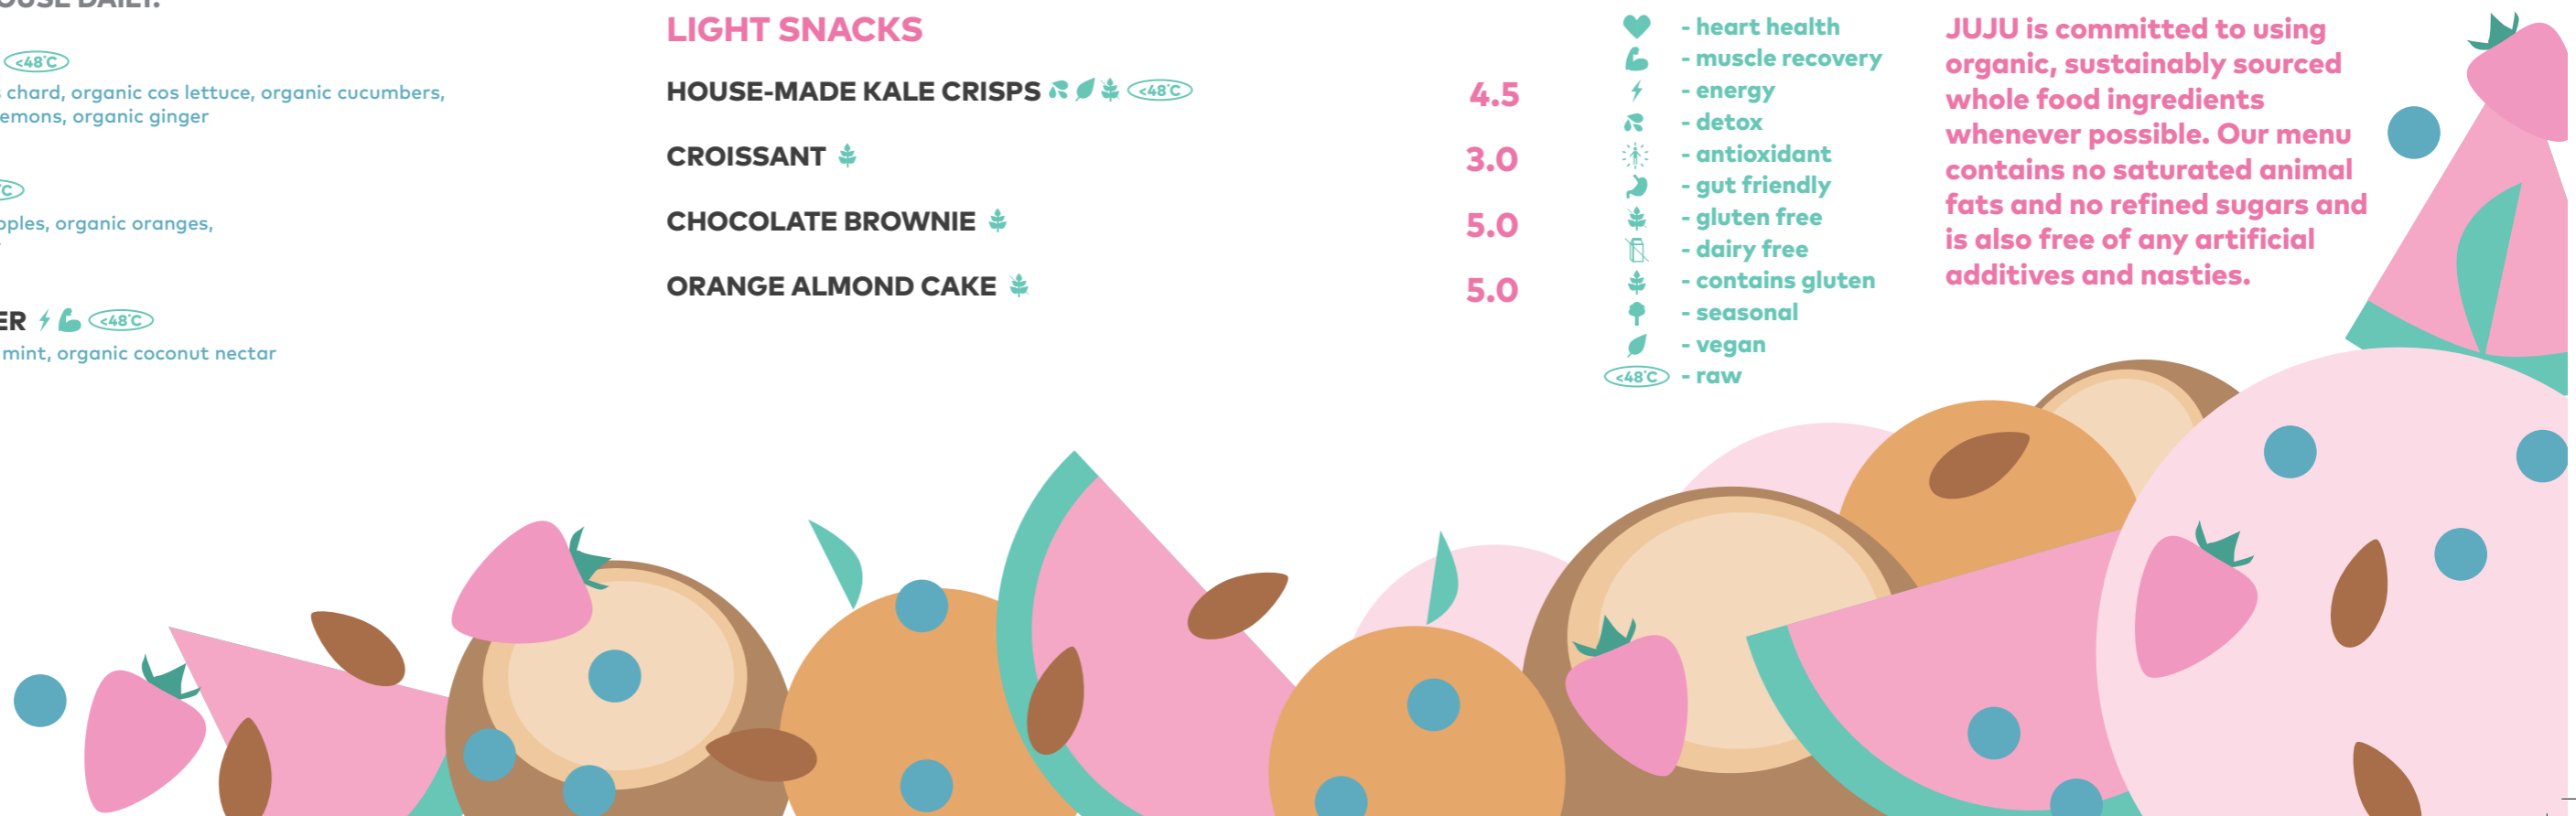 <48°C
chard, organic cos lettuce, organic cucumbers,
organic ginger
organic oranges,
<48°C
mint, organic coconut nectar
LIGHT SNACKS
HOUSE-MADE KALE CRISPS <48°C 4.5
CROISSANT 3.0
CHOCOLATE BROWNIE 5.0
ORANGE ALMOND CAKE 5.0
- heart health
- muscle recovery
- energy
- detox
- antioxidant
- gut friendly
- gluten free
- dairy free
- contains gluten
- seasonal
- vegan
<48°C - raw
JUJU is committed to using
organic, sustainably sourced
whole food ingredients
whenever possible. Our menu
contains no saturated animal
fats and no refined sugars and
is also free of any artificial
additives and nasties.